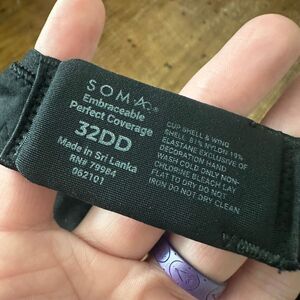 SOMA®
Embraceable
Perfect Coverage
32DD
Made in Sri Lanka
RN# 79984
062101
CUP SHELL & WING
SHELL: 81% NYLON 19%
ELASTANE EXCLUSIVE OF
DECORATION HAND
WASH COLD ONLY NON-
CHLORINE BLEACH LAY
FLAT TO DRY DO NOT
IRON DO NOT DRY CLEAN.